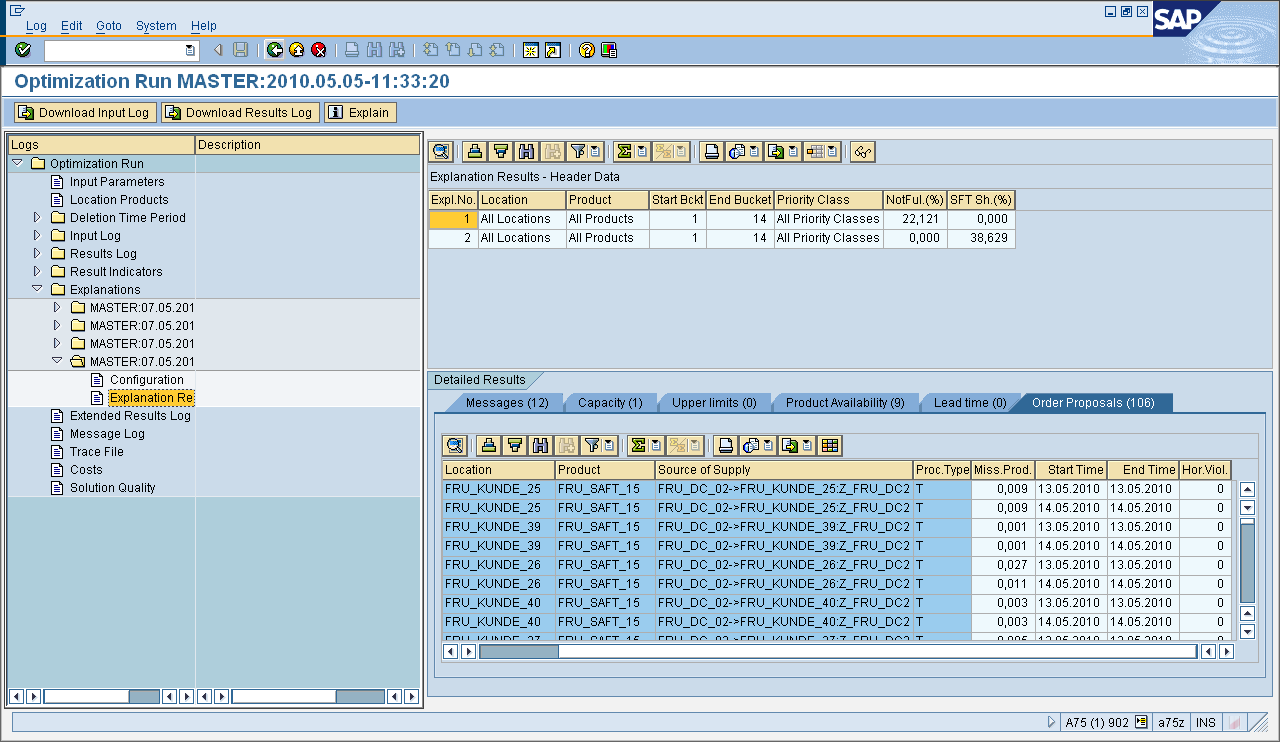 Log Edit Goto System Help
SAP
Optimization Run MASTER:2010.05.05-11:33:20
Download Input Log Download Results Log Explain
Logs Description
Optimization Run
Input Parameters
Location Products
Deletion Time Period
Input Log
Results Log
Result Indicators
Explanations
MASTER:07.05.201
MASTER:07.05.201
MASTER:07.05.201
MASTER:07.05.201
Configuration
Explanation Re
Extended Results Log
Message Log
Trace File
Costs
Solution Quality
Explanation Results - Header Data
Expl.No. Location Product Start Bckt End Bucket Priority Class NotFul.(%) SFT Sh.(%)
1 All Locations All Products 1 14 All Priority Classes 22,121 0,000
2 All Locations All Products 1 14 All Priority Classes 0,000 38,629
Detailed Results
Messages (12) Capacity (1) Upper limits (0) Product Availability (9) Lead time (0) Order Proposals (106)
Location Product Source of Supply Proc.Type Miss.Prod. Start Time End Time Hor.Viol.
FRU_KUNDE_25 FRU_SAFT_15 FRU_DC_02->FRU_KUNDE_25:Z_FRU_DC2 T 0,009 13.05.2010 13.05.2010 0
FRU_KUNDE_25 FRU_SAFT_15 FRU_DC_02->FRU_KUNDE_25:Z_FRU_DC2 T 0,009 14.05.2010 14.05.2010 0
FRU_KUNDE_39 FRU_SAFT_15 FRU_DC_02->FRU_KUNDE_39:Z_FRU_DC2 T 0,001 13.05.2010 13.05.2010 0
FRU_KUNDE_39 FRU_SAFT_15 FRU_DC_02->FRU_KUNDE_39:Z_FRU_DC2 T 0,001 14.05.2010 14.05.2010 0
FRU_KUNDE_26 FRU_SAFT_15 FRU_DC_02->FRU_KUNDE_26:Z_FRU_DC2 T 0,027 13.05.2010 13.05.2010 0
FRU_KUNDE_26 FRU_SAFT_15 FRU_DC_02->FRU_KUNDE_26:Z_FRU_DC2 T 0,011 14.05.2010 14.05.2010 0
FRU_KUNDE_40 FRU_SAFT_15 FRU_DC_02->FRU_KUNDE_40:Z_FRU_DC2 T 0,003 13.05.2010 13.05.2010 0
FRU_KUNDE_40 FRU_SAFT_15 FRU_DC_02->FRU_KUNDE_40:Z_FRU_DC2 T 0,003 14.05.2010 14.05.2010 0
A75 (1) 902 a75z INS